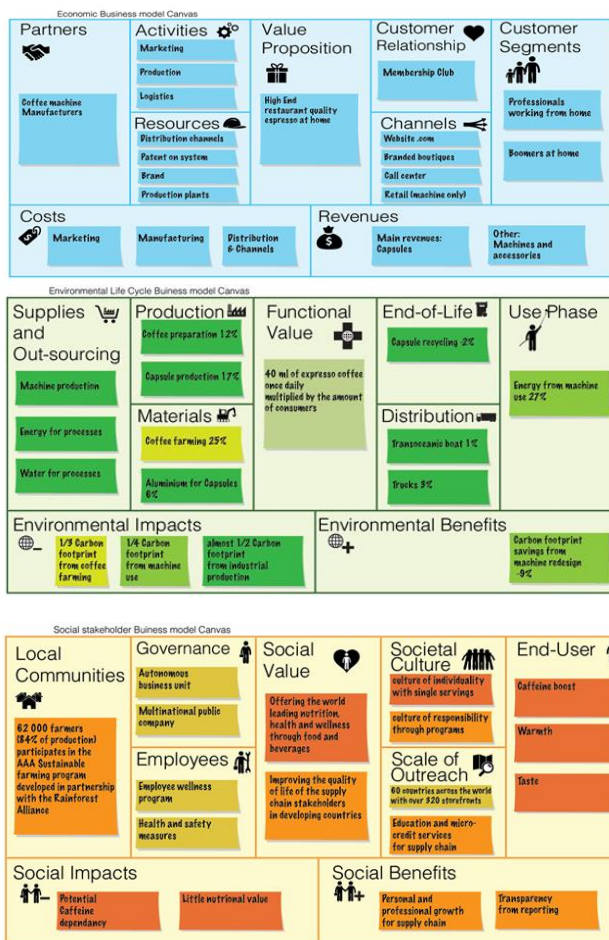 Economic Business model Canvas
Partners
Coffee machine
Manufacturers
Activities
Marketing
Production
Logistics
Resources
Distribution channels
Patent on system
Brand
Production plants
Value
Proposition
High End
restaurant quality
espresso at home
Customer
Relationship
Membership Club
Channels
Website .com
Branded boutiques
Call center
Retail (machine only)
Customer
Segments
Professionals
working from home
Boomers at home
Costs
Marketing
Manufacturing
Distribution
& Channels
Revenues
Main revenues:
Capsules
Other:
Machines and
accessories
Environmental Life Cycle Buisness model Canvas
Supplies
and
Out-sourcing
Machine production
Energy for processes
Water for processes
Production
Coffee preparation 12%
Capsule production 17%
Materials
Coffee farming 25%
Aluminium for Capsules
6%
Functional
Value
40 ml of expresso coffee
once daily
multiplied by the amount
of consumers
End-of-Life
Capsule recycling -2%
Distribution
Transoceanic boat 1%
Trucks 3%
Use Phase
Energy from machine
use 27%
Environmental Impacts
1/3 Carbon
footprint
from coffee
farming
1/4 Carbon
footprint
from machine
use
almost 1/2 Carbon
footprint
from industrial
production
Environmental Benefits
Carbon footprint
savings from
machine redesign
-9%
Social stakeholder Buiness model Canvas
Local
Communities
62 000 farmers
(84% of production)
participates in the
AAA Sustainable
farming program
developed in partnership
with the Rainforest
Alliance
Governance
Autonomous
business unit
Multinational public
company
Employees
Employee wellness
program
Health and safety
measures
Social
Value
Offering the world
leading nutrition,
health and wellness
through food and
beverages
Improving the quality
of life of the supply
chain stakeholders
in developing countries
Societal
Culture
culture of individuality
with single servings
culture of responsibility
through programs
Scale of
Outreach
60 countries across the world
with over 320 storefronts
Education and micro-
credit services
for supply chain
End-User
Caffeine boost
Warmth
Taste
Social Impacts
Potential
Caffeine
dependancy
Little nutrional value
Social Benefits
Personal and
professional growth
for supply chain
Transparency
from reporting